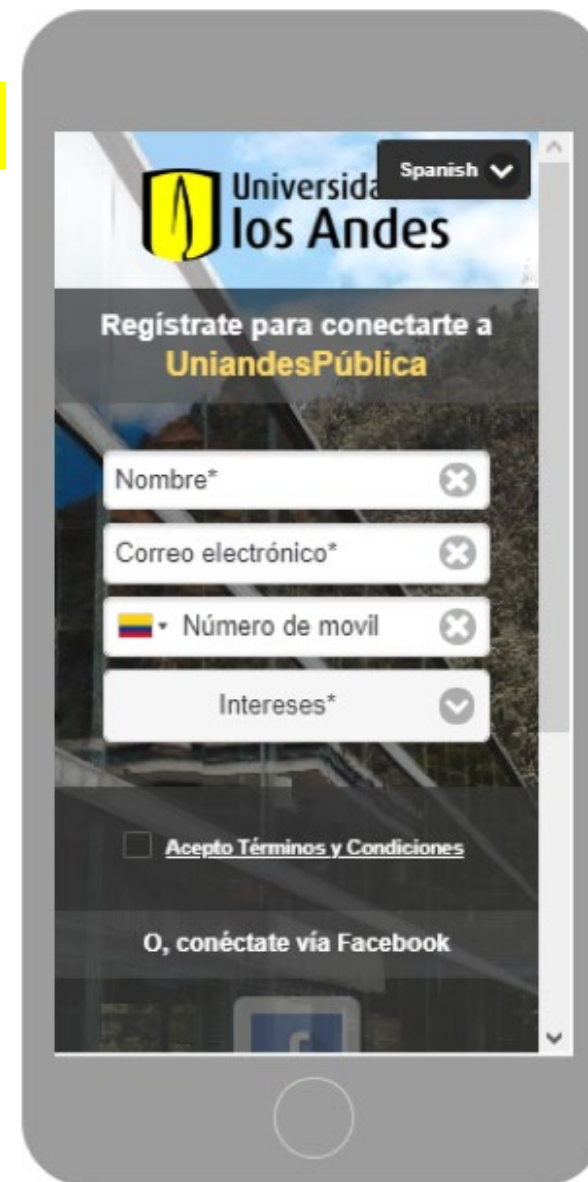 Spanish
Universida
los Andes
Regístrate para conectarte a
UniandesPública
Nombre*
Correo electrónico*
Número de movil
Intereses*
Acepto Términos y Condiciones
O, conéctate vía Facebook